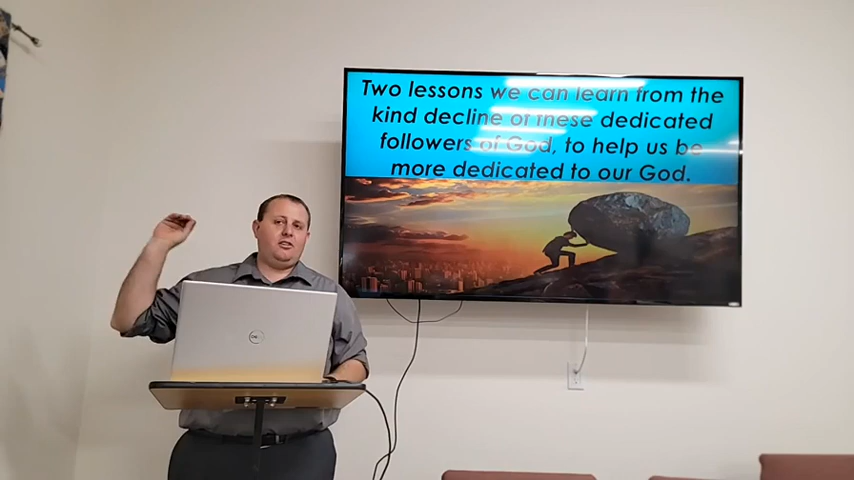 Two lessons we can learn from the
kind decline of these dedicated
followers of God, to help us be
more dedicated to our God.
DELL